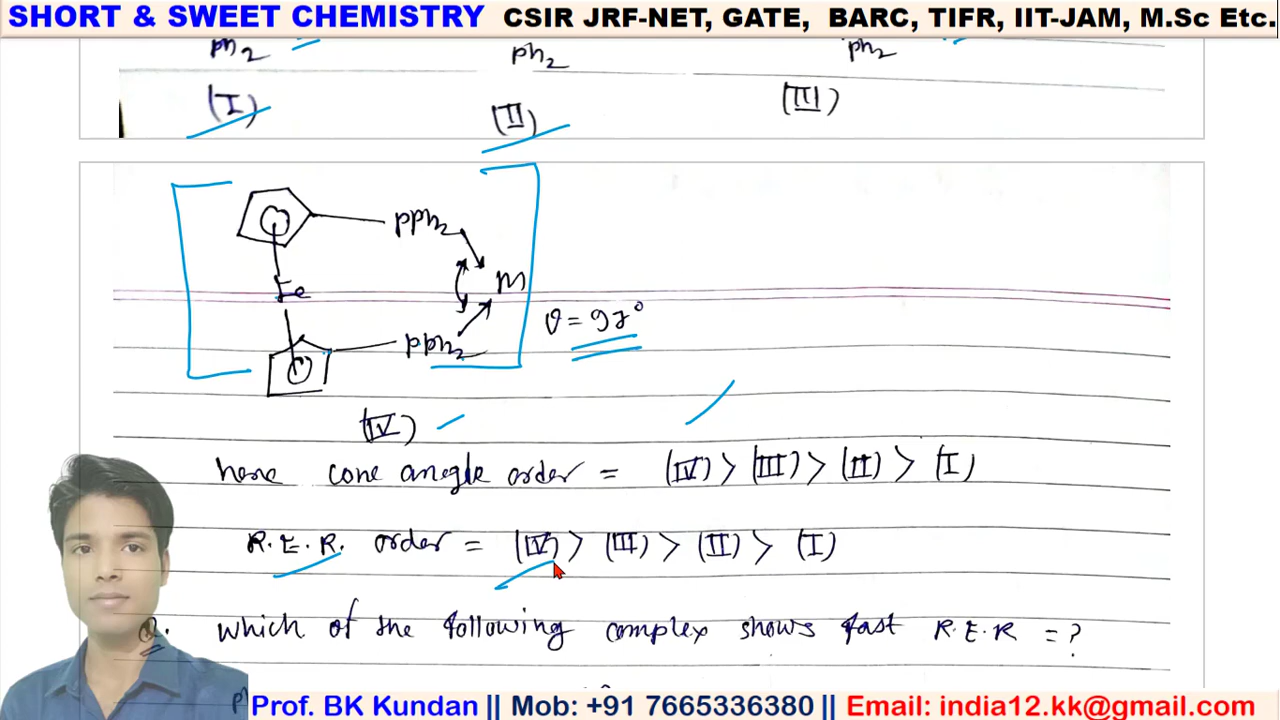 SHORT & SWEET CHEMISTRY CSIR JRF-NET, GATE, BARC, TIFR, IIT-JAM, M.Sc Etc.
ph2 ph2 ph2
(I) (II) (III)
PPh2
M
Fe
θ = 97°
PPh2
(IV)
here cone anegle order = (IV) > (III) > (II) > (I)
R.E.R. order = (IV) > (III) > (II) > (I)
Q. which of the following complex shows fast R.E.R = ?
Prof. BK Kundan || Mob: +91 7665336380 || Email: india12.kk@gmail.com